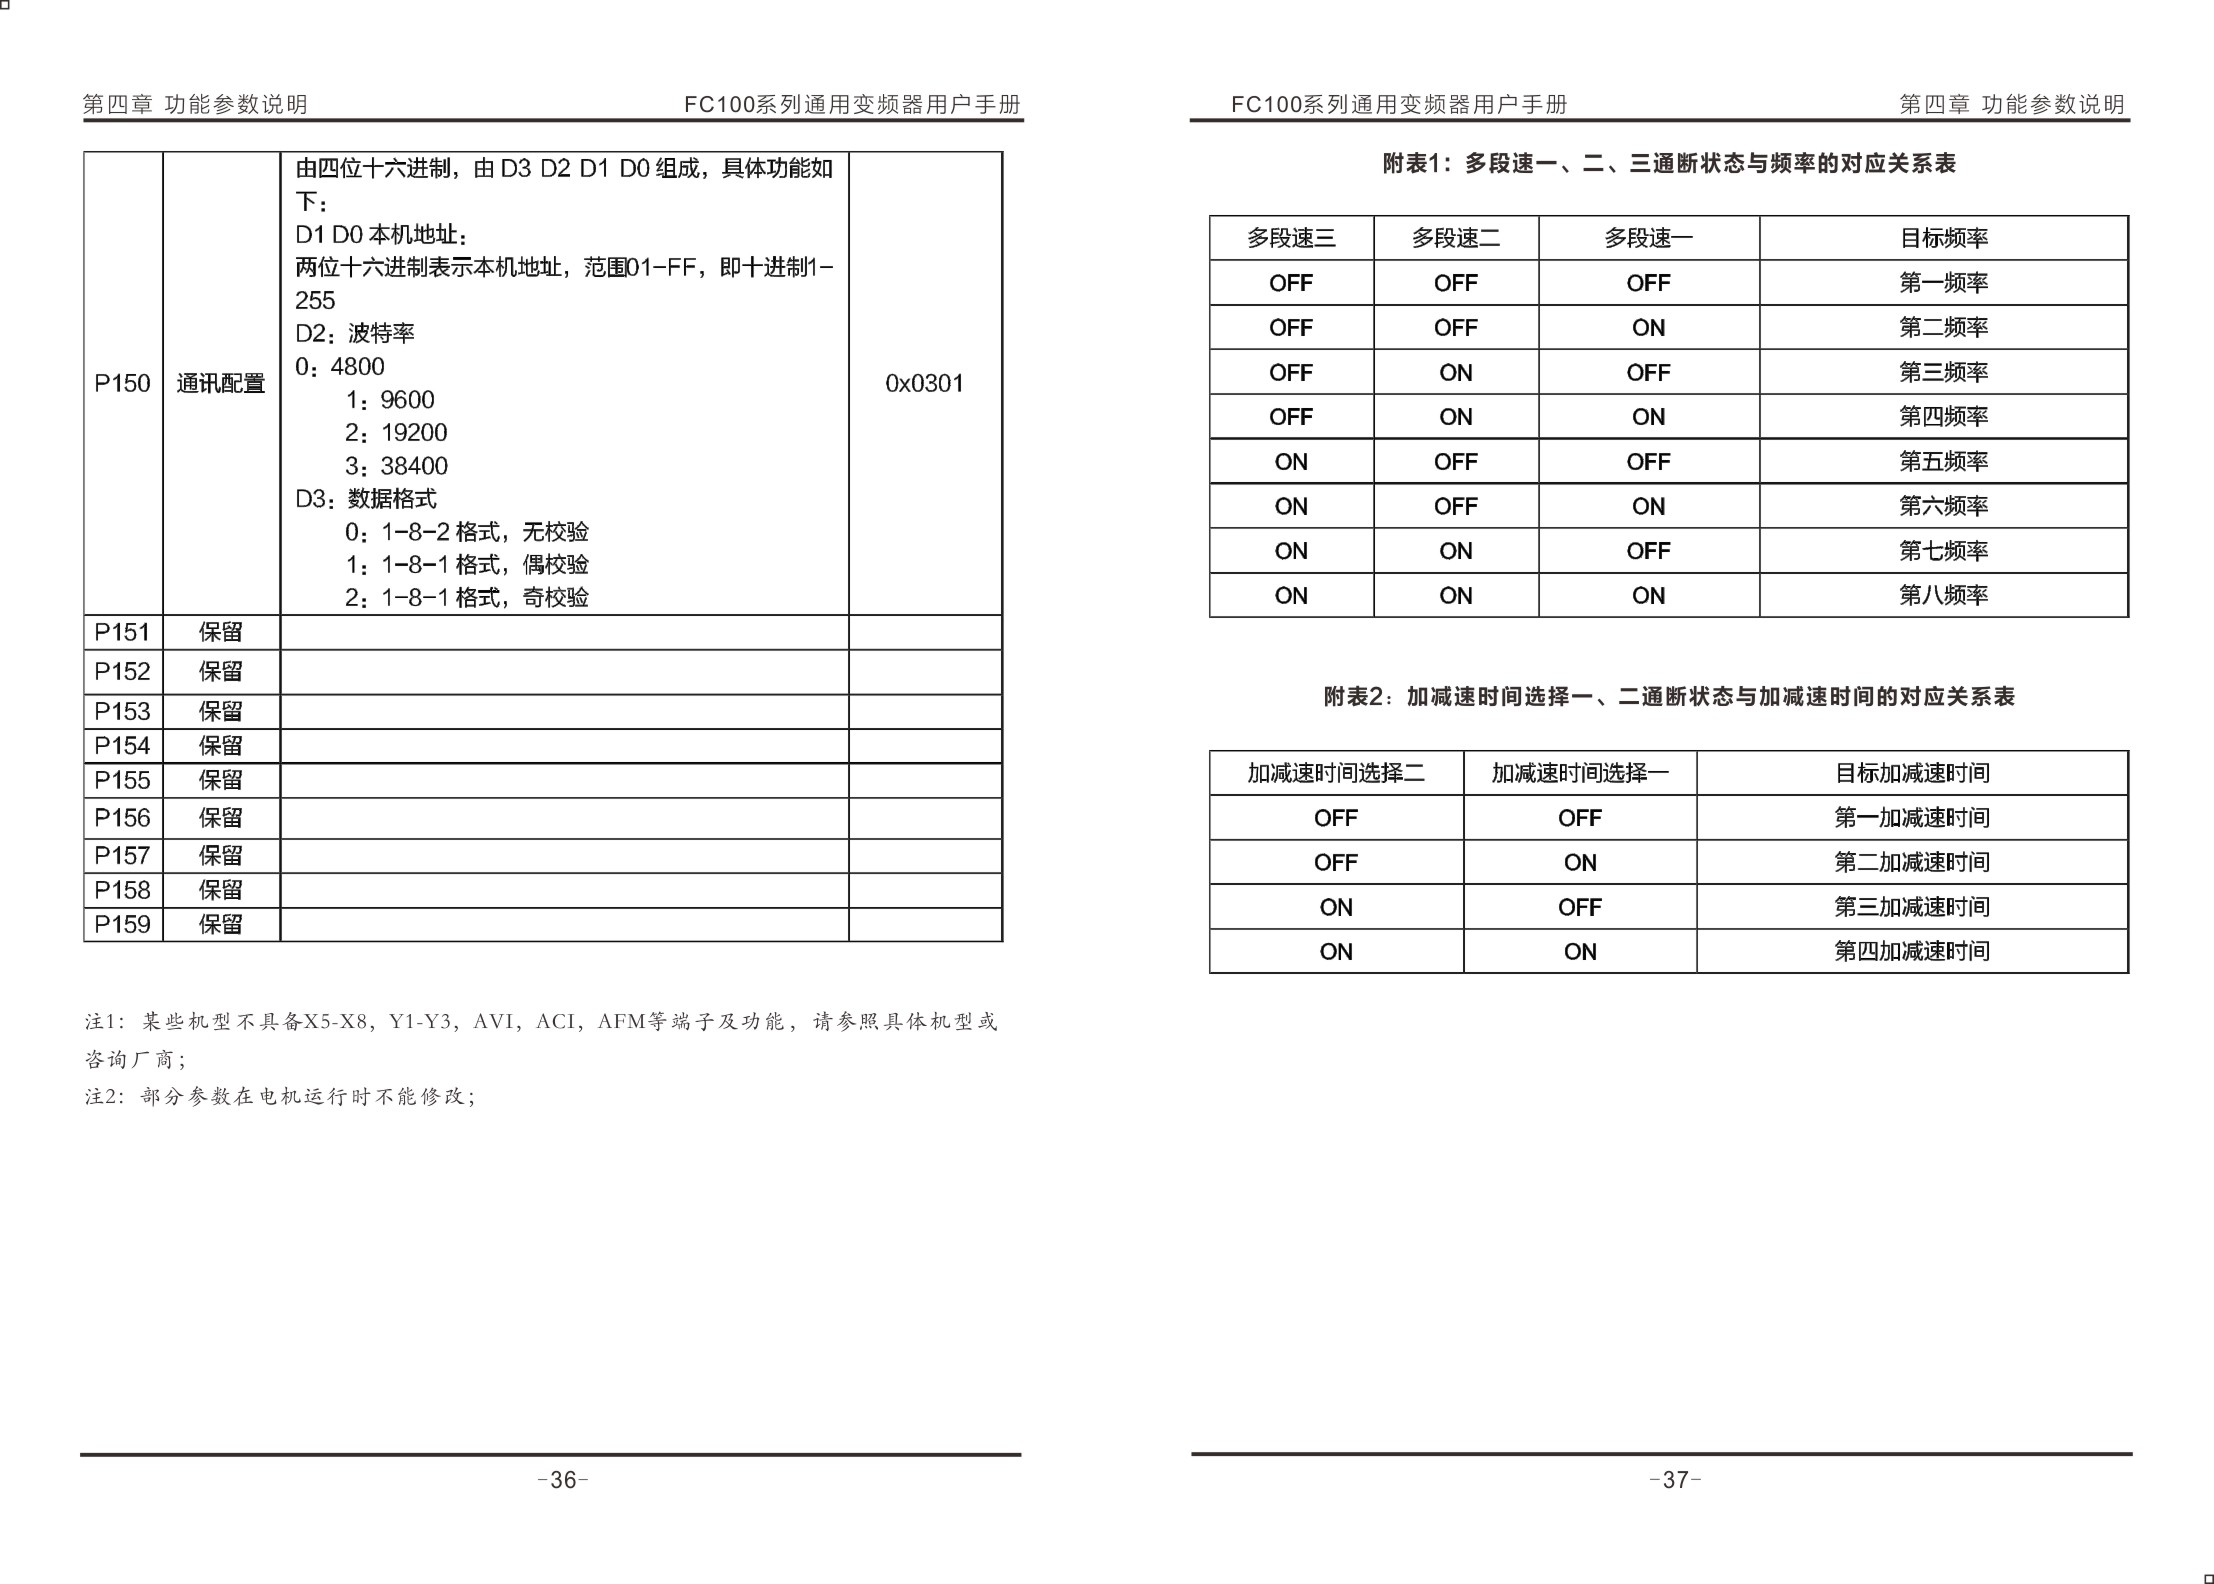 第四章 功能参数说明 FC100系列通用变频器用户手册
P150 通讯配置
由四位十六进制，由 D3 D2 D1 D0 组成，具体功能如
下：
D1 D0 本机地址：
两位十六进制表示本机地址，范围01-FF，即十进制1-
255
D2：波特率
0：4800
1：9600
2：19200
3：38400
D3：数据格式
0：1-8-2 格式，无校验
1：1-8-1 格式，偶校验
2：1-8-1 格式，奇校验
0x0301
P151 保留
P152 保留
P153 保留
P154 保留
P155 保留
P156 保留
P157 保留
P158 保留
P159 保留
注1：某些机型不具备X5-X8，Y1-Y3，AVI，ACI，AFM等端子及功能，请参照具体机型或
咨询厂商；
注2：部分参数在电机运行时不能修改；
-36-
FC100系列通用变频器用户手册 第四章 功能参数说明
附表1：多段速一、二、三通断状态与频率的对应关系表
多段速三 多段速二 多段速一 目标频率
OFF OFF OFF 第一频率
OFF OFF ON 第二频率
OFF ON OFF 第三频率
OFF ON ON 第四频率
ON OFF OFF 第五频率
ON OFF ON 第六频率
ON ON OFF 第七频率
ON ON ON 第八频率
附表2：加减速时间选择一、二通断状态与加减速时间的对应关系表
加减速时间选择二 加减速时间选择一 目标加减速时间
OFF OFF 第一加减速时间
OFF ON 第二加减速时间
ON OFF 第三加减速时间
ON ON 第四加减速时间
-37-